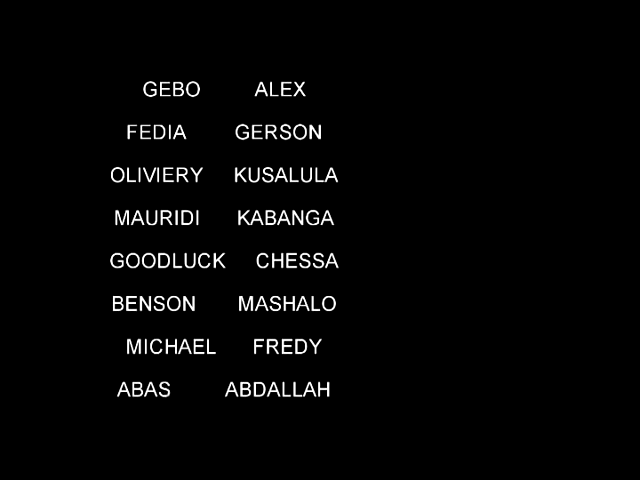 GEBO ALEX
FEDIA GERSON
OLIVIERY KUSALULA
MAURIDI KABANGA
GOODLUCK CHESSA
BENSON MASHALO
MICHAEL FREDY
ABAS ABDALLAH